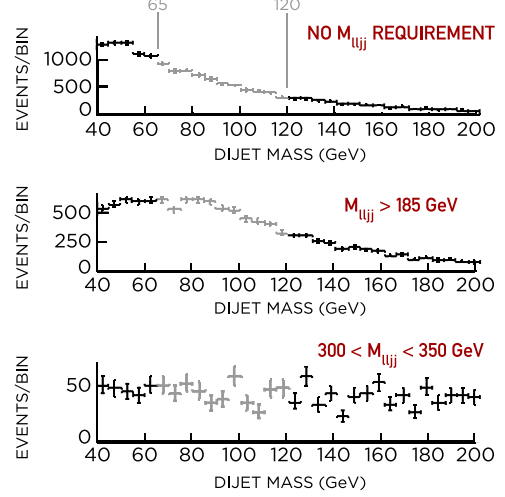 65 120
NO Mlljj REQUIREMENT
EVENTS/BIN
1000
500
0
40 60 80 100 120 140 160 180 200
DIJET MASS (GeV)
Mlljj > 185 GeV
EVENTS/BIN
500
250
0
40 60 80 100 120 140 160 180 200
DIJET MASS (GeV)
300 < Mlljj < 350 GeV
EVENTS/BIN
50
0
40 60 80 100 120 140 160 180 200
DIJET MASS (GeV)